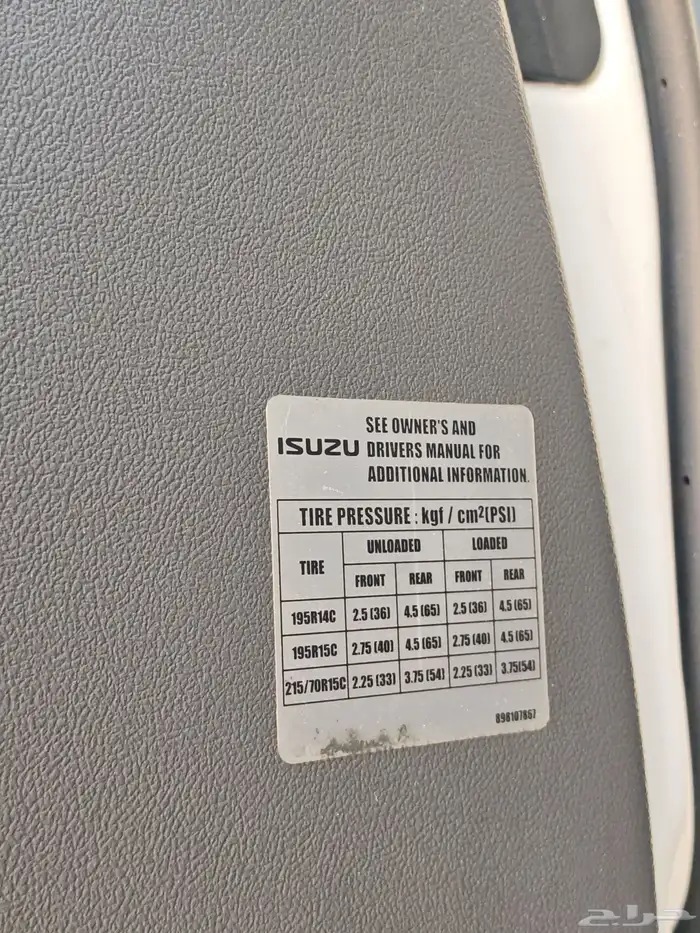 SEE OWNER'S AND
ISUZU DRIVERS MANUAL FOR
ADDITIONAL INFORMATION.
TIRE PRESSURE : kgf / cm²(PSI)
TIRE UNLOADED LOADED
FRONT REAR FRONT REAR
195R14C 2.5 (36) 4.5 (65) 2.5 (36) 4.5 (65)
195R15C 2.75 (40) 4.5 (65) 2.75 (40) 4.5 (65)
215/70R15C 2.25 (33) 3.75 (54) 2.25 (33) 3.75(54)
898107867
حراج